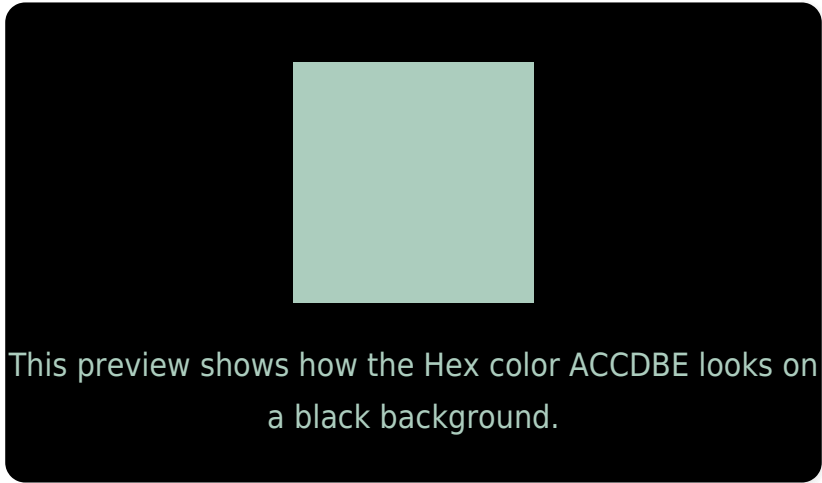 This preview shows how the Hex color ACCDBE looks on
a black background.